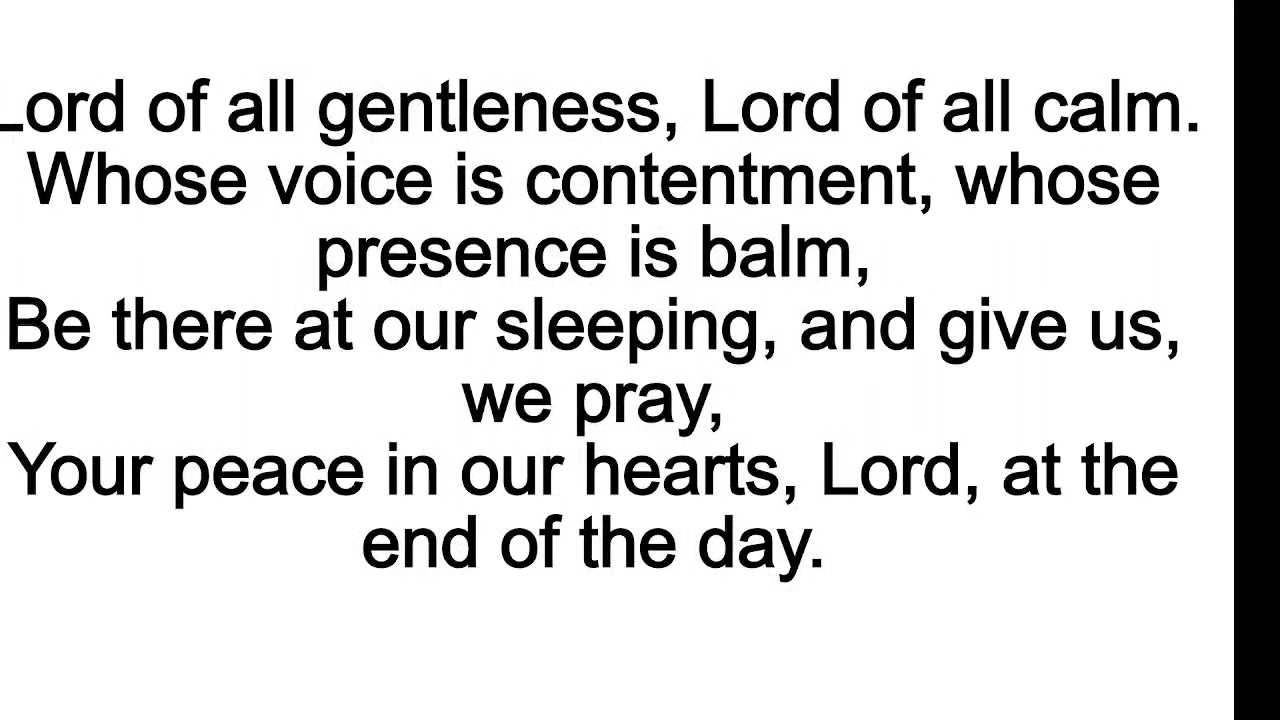 Lord of all gentleness, Lord of all calm.
Whose voice is contentment, whose
presence is balm,
Be there at our sleeping, and give us,
we pray,
Your peace in our hearts, Lord, at the
end of the day.